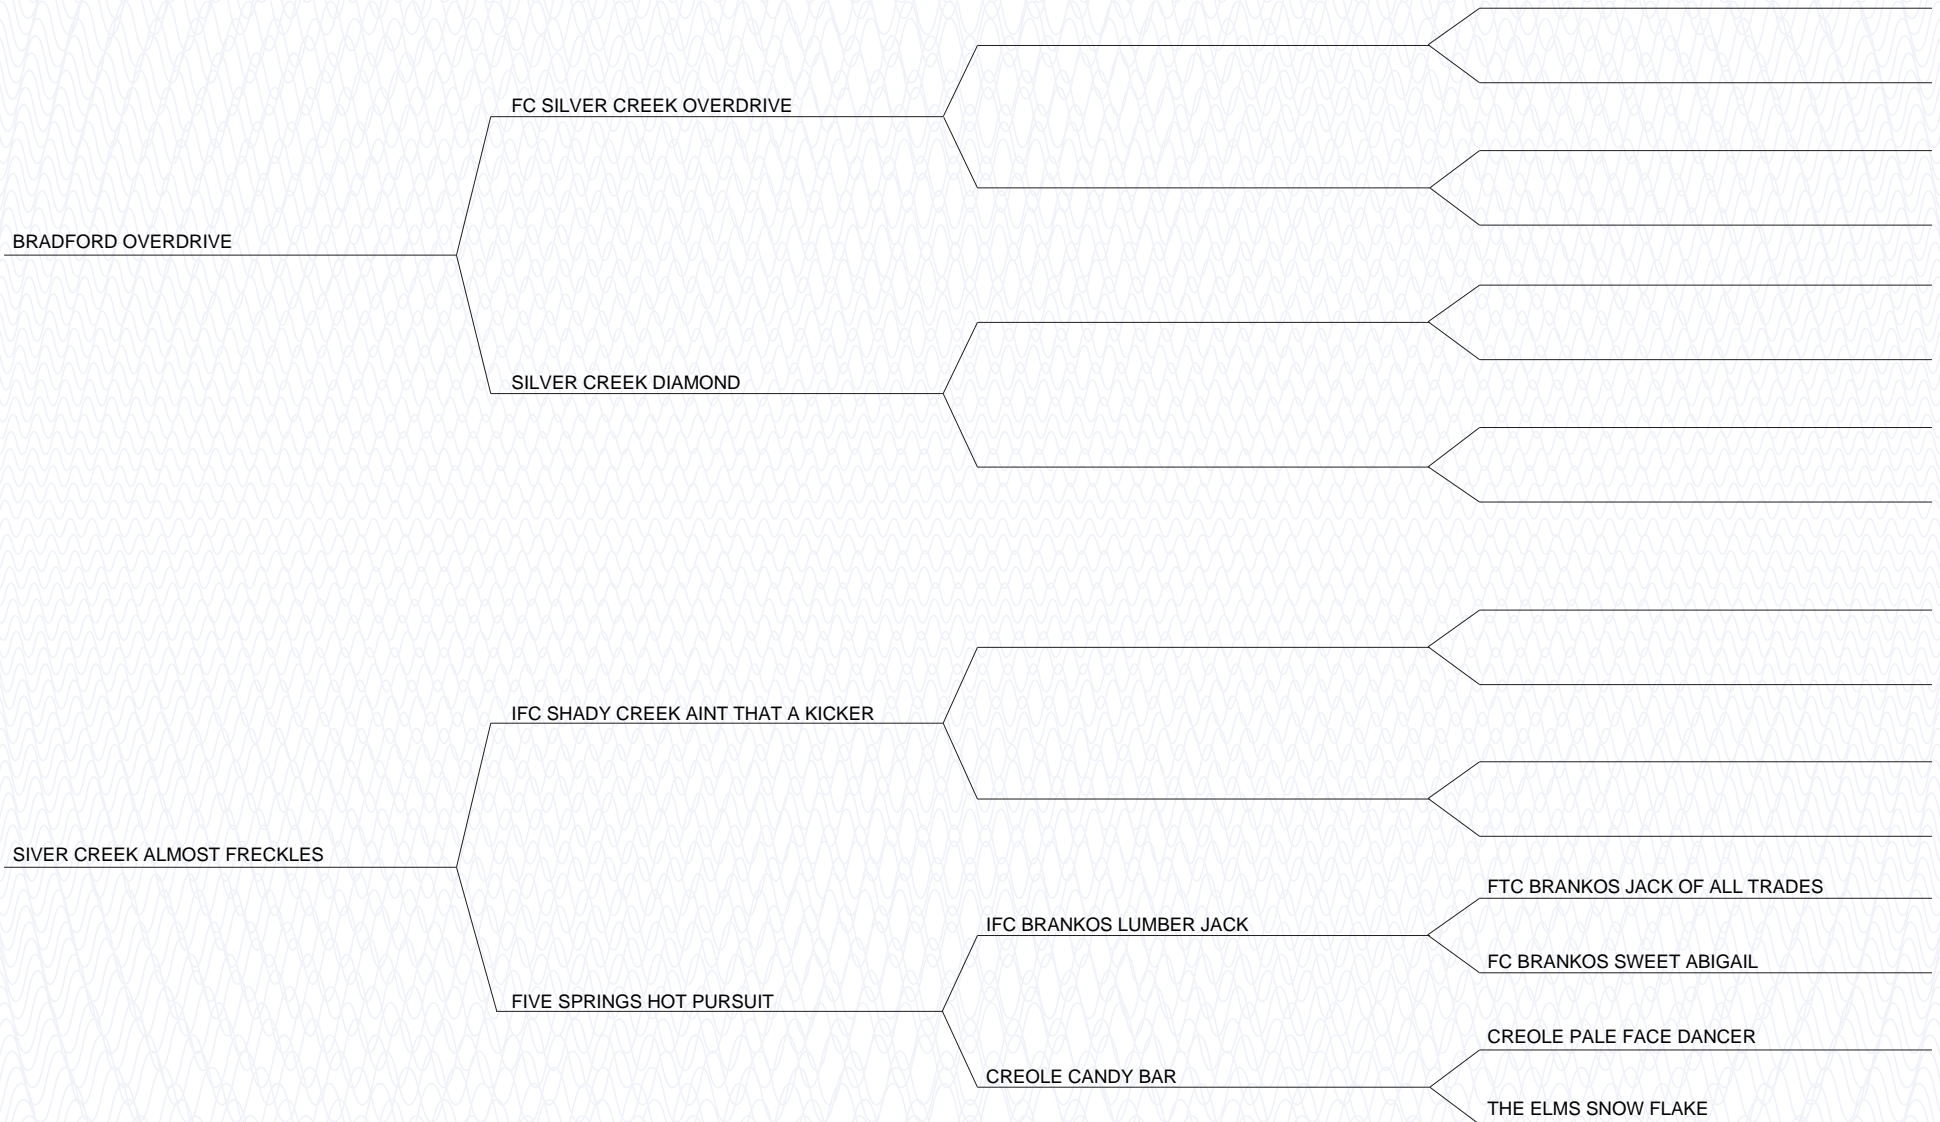 FC SILVER CREEK OVERDRIVE
BRADFORD OVERDRIVE
SILVER CREEK DIAMOND
IFC SHADY CREEK AINT THAT A KICKER
SIVER CREEK ALMOST FRECKLES
FTC BRANKOS JACK OF ALL TRADES
IFC BRANKOS LUMBER JACK
FC BRANKOS SWEET ABIGAIL
FIVE SPRINGS HOT PURSUIT
CREOLE PALE FACE DANCER
CREOLE CANDY BAR
THE ELMS SNOW FLAKE